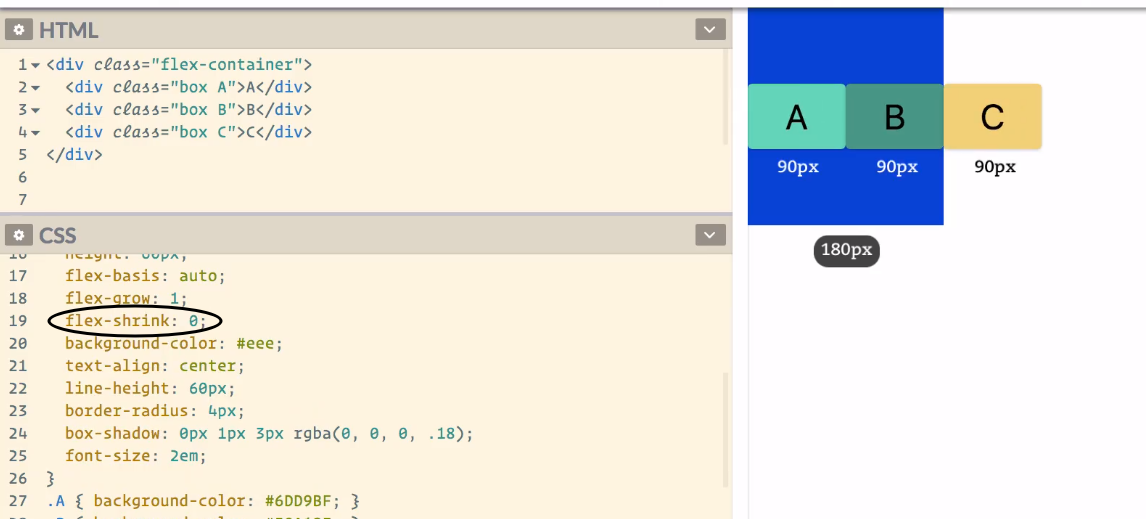 HTML
1 <div class="flex-container">
2 <div class="box A">A</div>
3 <div class="box B">B</div>
4 <div class="box C">C</div>
5 </div>
6
7
CSS
17 flex-basis: auto;
18 flex-grow: 1;
19 flex-shrink: 0;
20 background-color: #eee;
21 text-align: center;
22 line-height: 60px;
23 border-radius: 4px;
24 box-shadow: 0px 1px 3px rgba(0, 0, 0, .18);
25 font-size: 2em;
26 }
27 .A { background-color: #6DD9BF; }
A B C
90px 90px 90px
180px